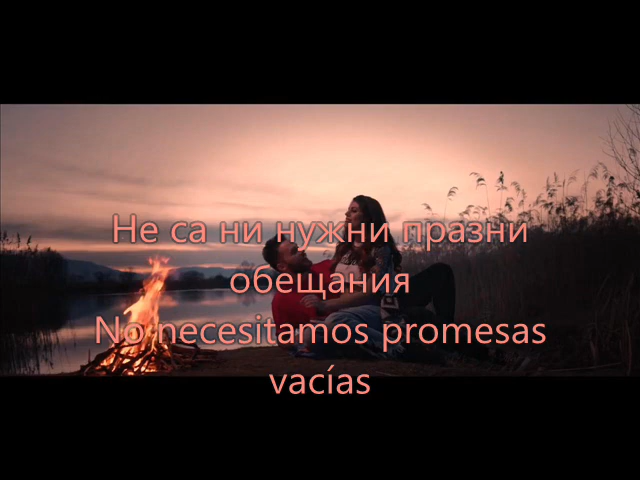 Не са ни нужни празни
обещания
No necesitamos promesas
vacías